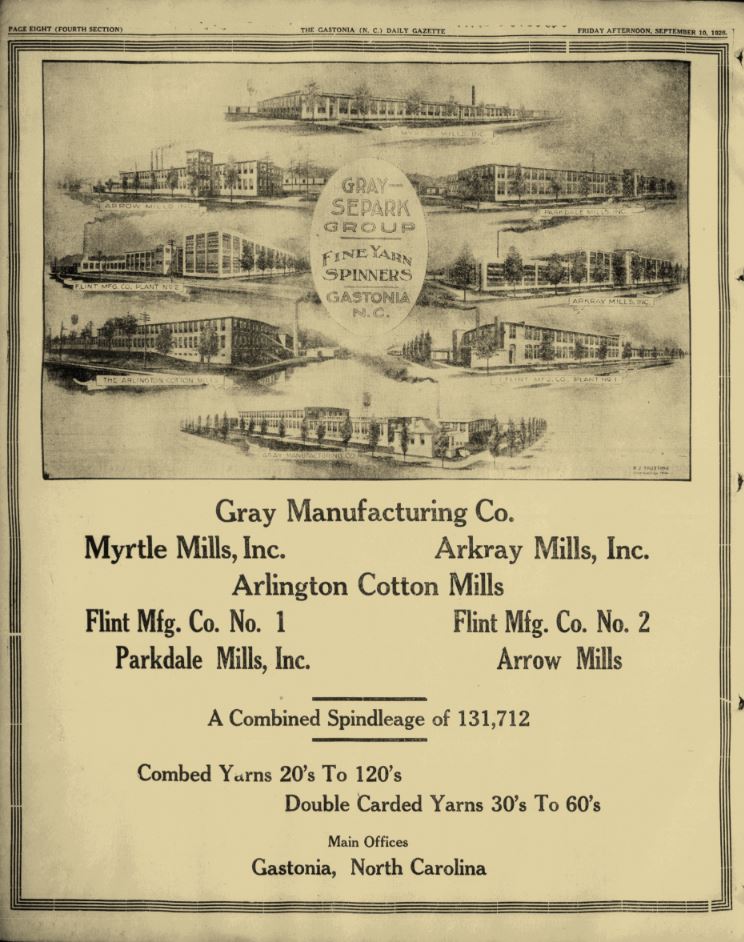 PAGE EIGHT (FOURTH SECTION) THE GASTONIA (N. C.) DAILY GAZETTE FRIDAY AFTERNOON, SEPTEMBER 10, 1926.
MILLS, INC.
ARROW MILLS, INC.
PARKDALE MILLS, INC.
GRAY-
SEPARK
GROUP
FINE YARN
SPINNERS
GASTONIA
N.C.
FLINT MFG. CO. PLANT NO. 2
ARKRAY MILLS, INC.
THE ARLINGTON COTTON MILLS
FLINT MFG. CO. PLANT NO. 1
GRAY MANUFACTURING CO.
Gray Manufacturing Co.
Myrtle Mills, Inc. Arkray Mills, Inc.
Arlington Cotton Mills
Flint Mfg. Co. No. 1 Flint Mfg. Co. No. 2
Parkdale Mills, Inc. Arrow Mills
A Combined Spindleage of 131,712
Combed Yarns 20's To 120's
Double Carded Yarns 30's To 60's
Main Offices
Gastonia, North Carolina